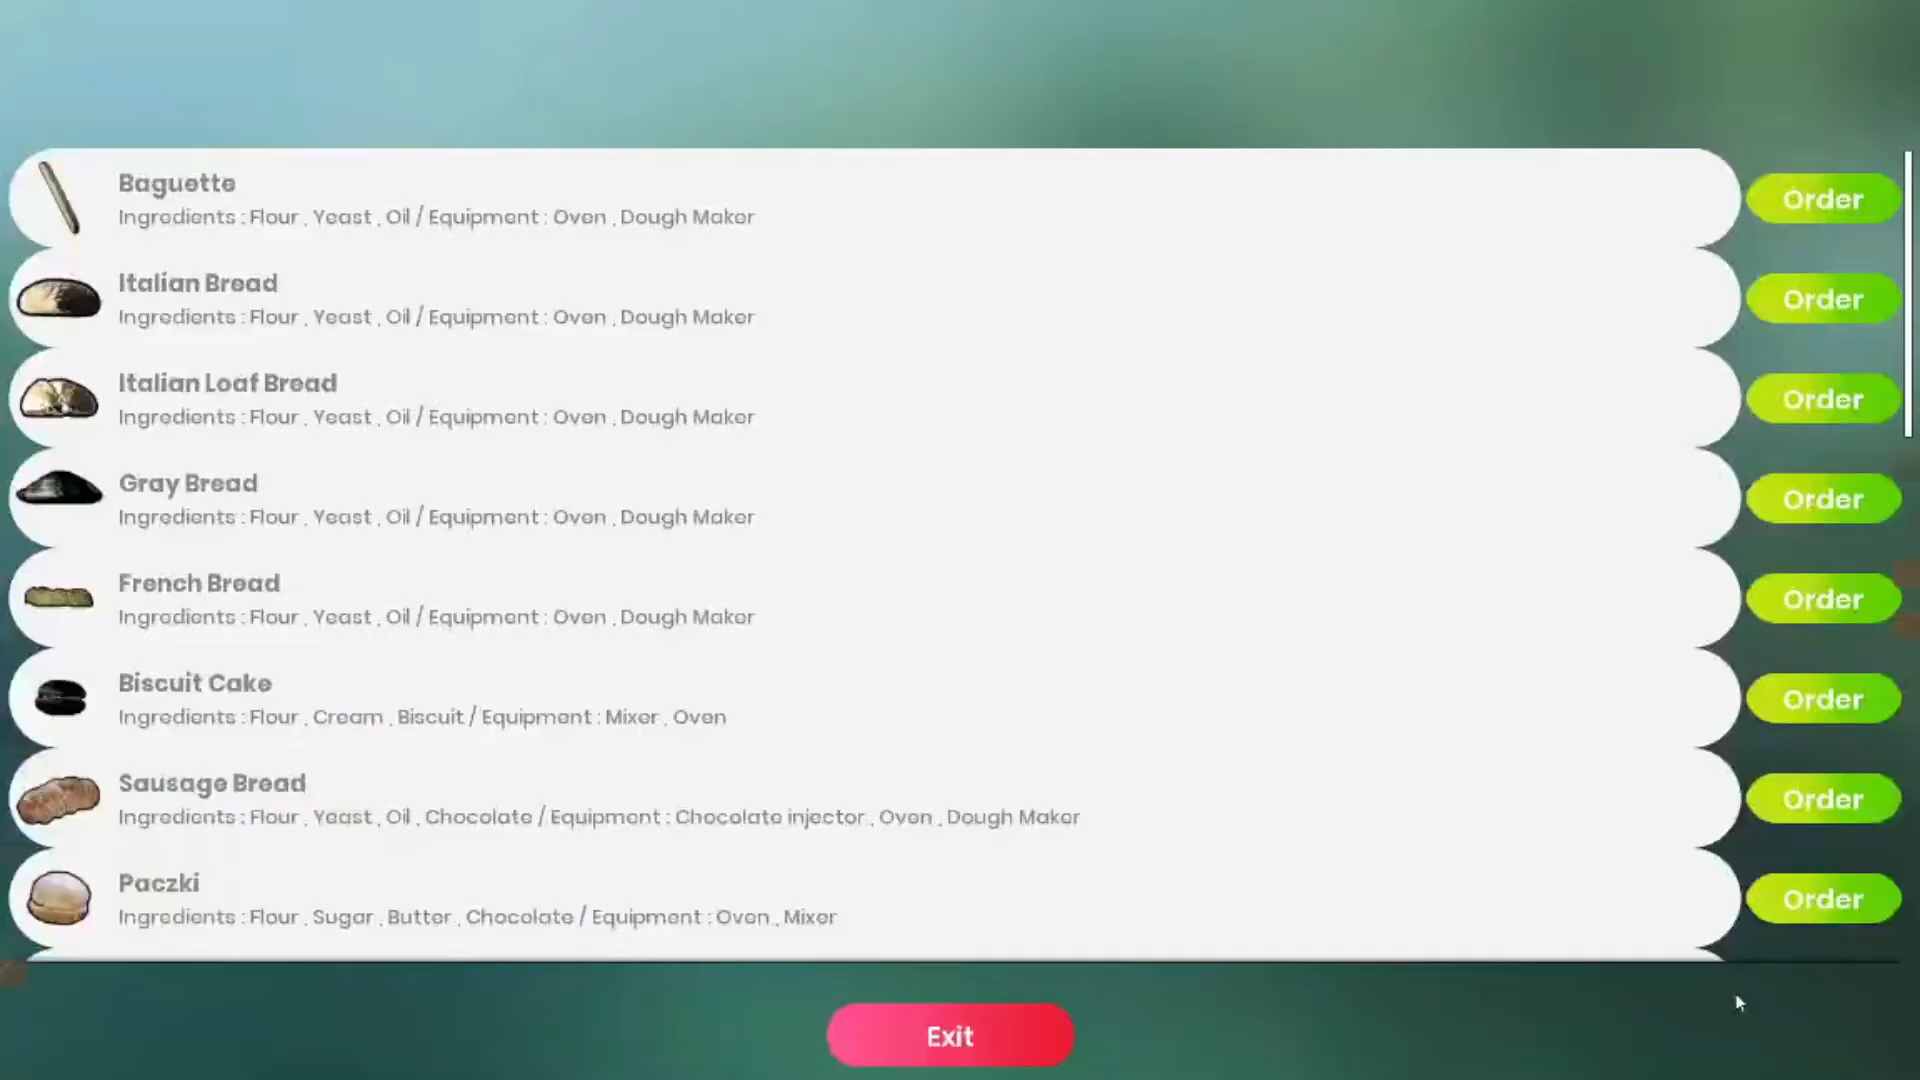 Baguette
Ingredients : Flour , Yeast , Oil / Equipment : Oven , Dough Maker
Order
Italian Bread
Ingredients : Flour , Yeast , Oil / Equipment : Oven , Dough Maker
Order
Italian Loaf Bread
Ingredients : Flour , Yeast , Oil / Equipment : Oven , Dough Maker
Order
Gray Bread
Ingredients : Flour , Yeast , Oil / Equipment : Oven , Dough Maker
Order
French Bread
Ingredients : Flour , Yeast , Oil / Equipment : Oven , Dough Maker
Order
Biscuit Cake
Ingredients : Flour , Cream , Biscuit / Equipment : Mixer , Oven
Order
Sausage Bread
Ingredients : Flour , Yeast , Oil , Chocolate / Equipment : Chocolate injector , Oven , Dough Maker
Order
Paczki
Ingredients : Flour , Sugar , Butter , Chocolate / Equipment : Oven , Mixer
Order
Exit